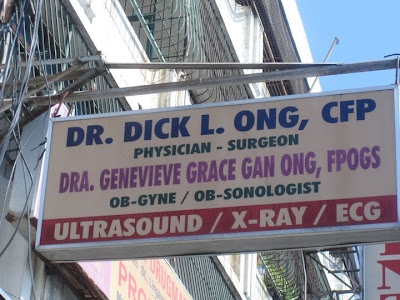 DR. DICK L. ONG, CFP
PHYSICIAN - SURGEON
DRA. GENEVIEVE GRACE GAN ONG, FPOGS
OB-GYNE / OB-SONOLOGIST
ULTRASOUND / X-RAY / ECG